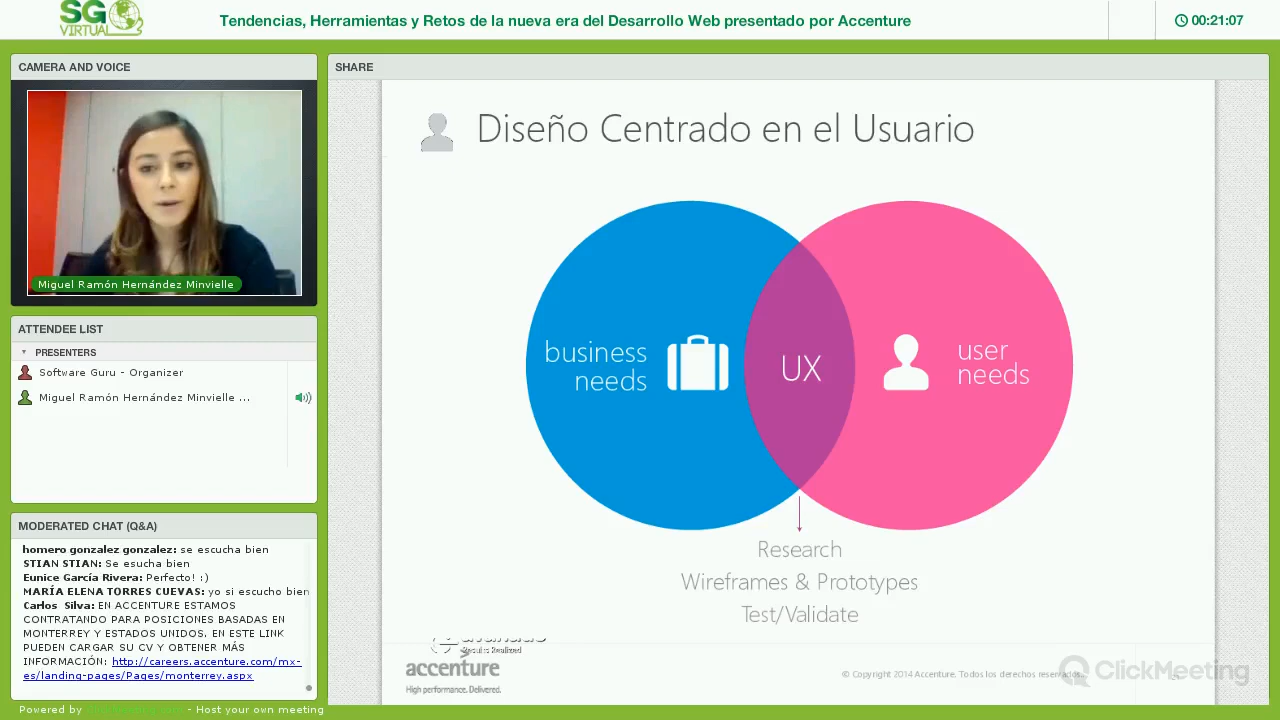 SG
VIRTUAL
Tendencias, Herramientas y Retos de la nueva era del Desarrollo Web presentado por Accenture
00:21:07
CAMERA AND VOICE
Miguel Ramón Hernández Minvielle
ATTENDEE LIST
PRESENTERS
Software Guru - Organizer
Miguel Ramón Hernández Minvielle ...
MODERATED CHAT (Q&A)
homero gonzalez gonzalez: se escucha bien
STIAN STIAN: Se esucha bien
Eunice García Rivera: Perfecto! :)
MARÍA ELENA TORRES CUEVAS: yo si escucho bien
Carlos Silva: EN ACCENTURE ESTAMOS
CONTRATANDO PARA POSICIONES BASADAS EN
MONTERREY Y ESTADOS UNIDOS. EN ESTE LINK
PUEDEN CARGAR SU CV Y OBTENER MÁS
INFORMACIÓN: http://careers.accenture.com/mx-
es/landing-pages/Pages/monterrey.aspx
Powered by
- Host your own meeting
SHARE
Diseño Centrado en el Usuario
business
needs
UX
user
needs
Research
Wireframes & Prototypes
Test/Validate
Results Realized
accenture
High performance. Delivered.
© Copyright 2014 Accenture. Todos los derechos reservados.
ClickMeeting